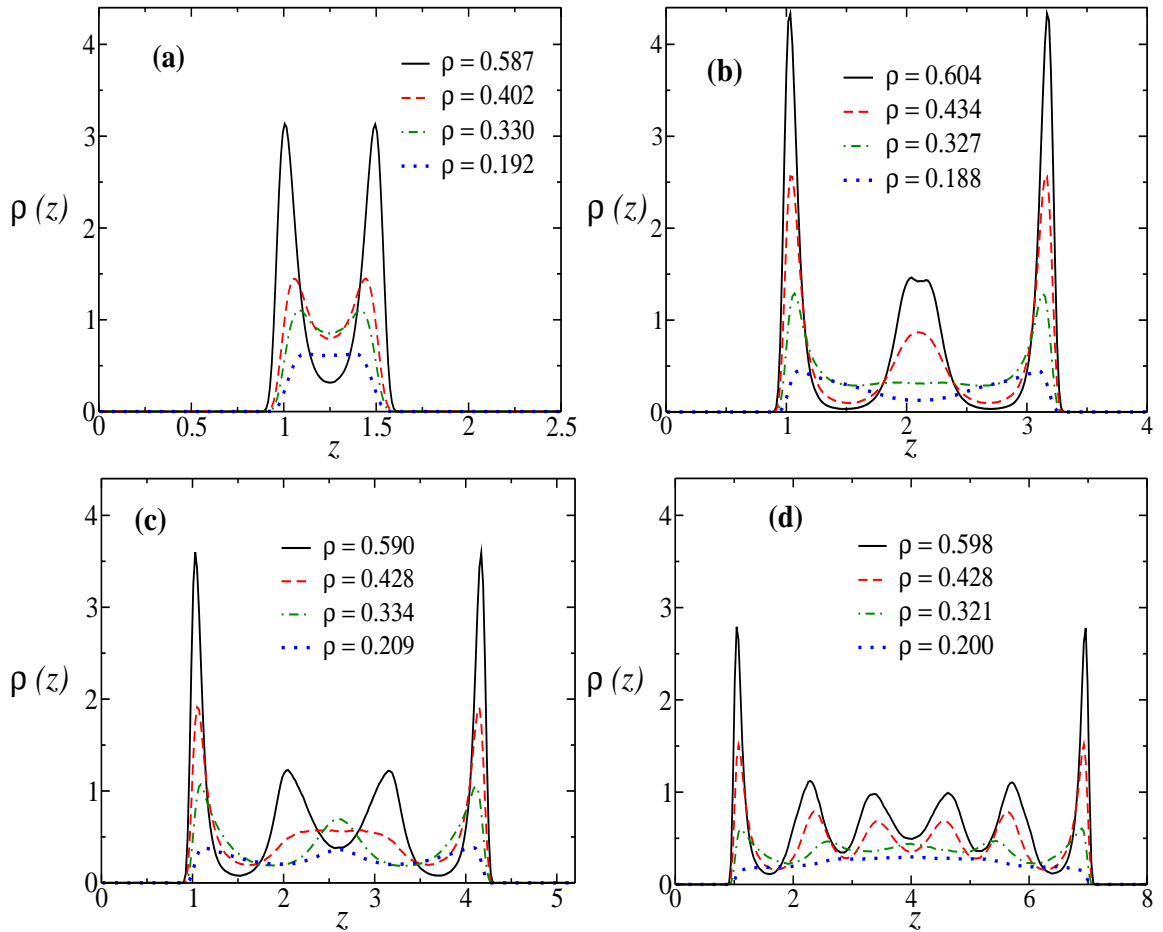 (a)
ρ = 0.587
ρ = 0.402
ρ = 0.330
ρ = 0.192
ρ (z)
4
3
2
1
0
0 0.5 1 1.5 2 2.5
z
(b)
ρ = 0.604
ρ = 0.434
ρ = 0.327
ρ = 0.188
ρ (z)
4
3
2
1
0
0 1 2 3 4
z
(c)
ρ = 0.590
ρ = 0.428
ρ = 0.334
ρ = 0.209
ρ (z)
4
3
2
1
0
0 1 2 3 4 5
z
(d)
ρ = 0.598
ρ = 0.428
ρ = 0.321
ρ = 0.200
ρ (z)
4
3
2
1
0
0 2 4 6 8
z